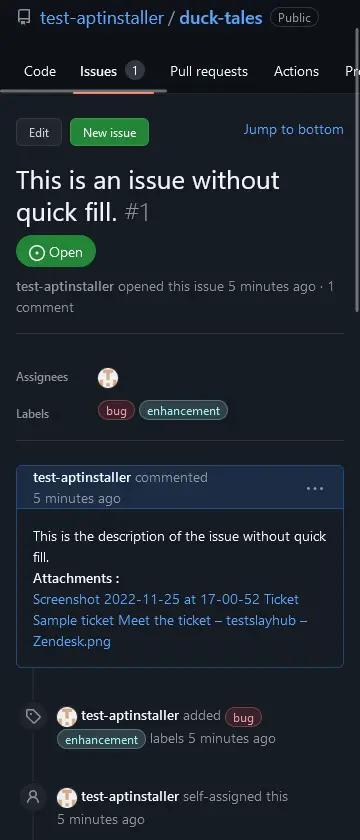 test-aptinstaller / duck-tales Public
Code Issues 1 Pull requests Actions Pr
Edit New issue Jump to bottom
This is an issue without
quick fill. #1
Open
test-aptinstaller opened this issue 5 minutes ago · 1
comment
Assignees
Labels bug enhancement
test-aptinstaller commented
5 minutes ago
This is the description of the issue without quick
fill.
Attachments :
Screenshot 2022-11-25 at 17-00-52 Ticket
Sample ticket Meet the ticket – testslayhub –
Zendesk.png
test-aptinstaller added bug
enhancement labels 5 minutes ago
test-aptinstaller self-assigned this
5 minutes ago